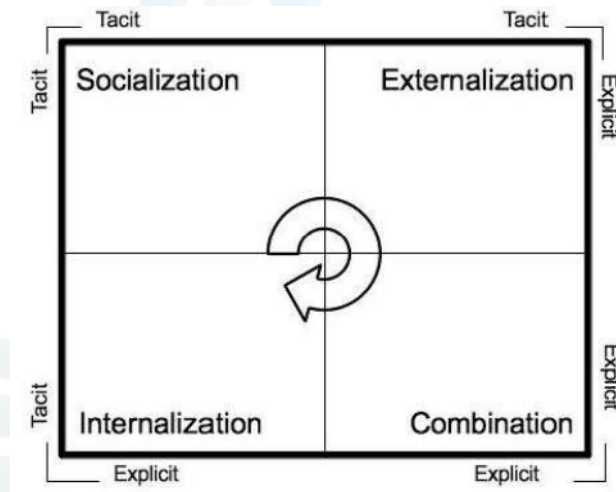 Tacit
Tacit
Tacit
Socialization
Externalization
Explicit
Tacit
Internalization
Combination
Explicit
Explicit
Explicit